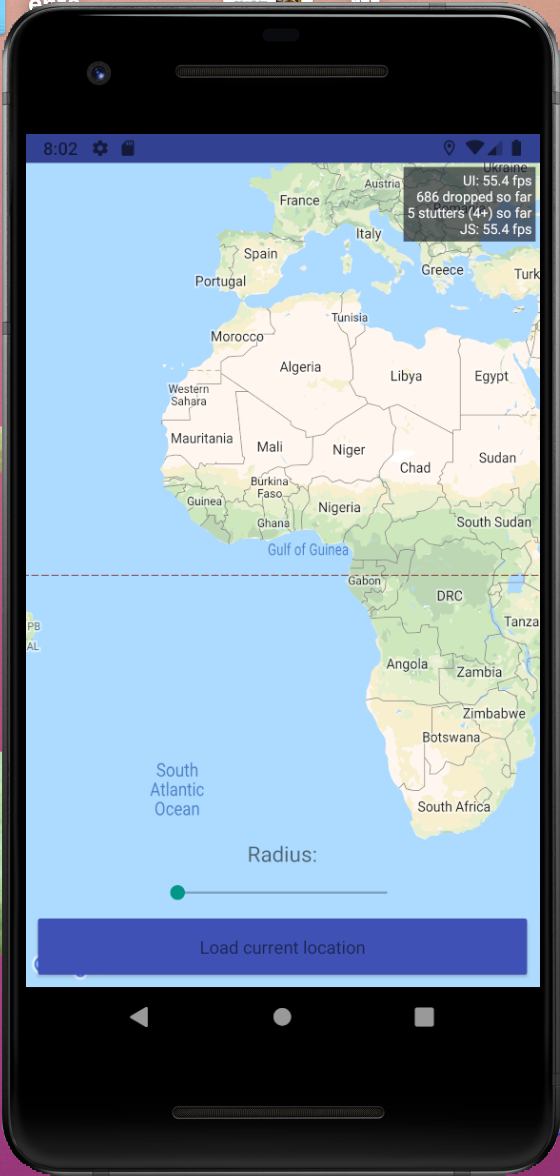 8:02
Ukraine
UI: 55.4 fps
686 dropped so far
5 stutters (4+) so far
JS: 55.4 fps
Austria
France
Romania
Italy
Spain
Greece
Turk
Portugal
Tunisia
Morocco
Algeria
Libya
Egypt
Western
Sahara
Mauritania
Mali
Niger
Chad
Sudan
Burkina
Faso
Guinea
Nigeria
Ghana
South Sudan
Gulf of Guinea
Gabon
DRC
PB
Tanza
AL
Angola
Zambia
Zimbabwe
Botswana
South
Atlantic
Ocean
South Africa
Radius:
Load current location